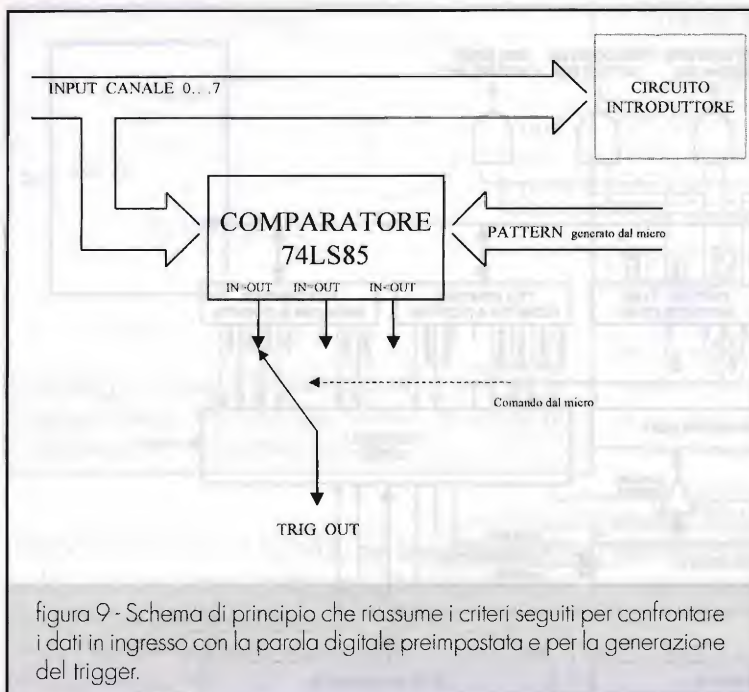 INPUT CANALE 0...7
CIRCUITO
INTRODUTTORE
COMPARATORE
74LS85
PATTERN generato dal micro
IN=OUT IN=OUT IN<OUT
Comando dal micro
TRIG OUT
figura 9 - Schema di principio che riassume i criteri seguiti per confrontare
i dati in ingresso con la parola digitale preimpostata e per la generazione
del trigger.